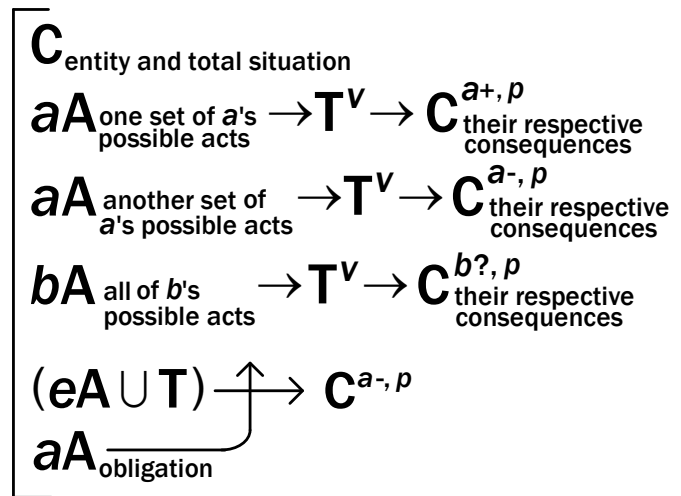 C entity and total situation
aA one set of a's possible acts → T^v → C^a+, p their respective consequences
aA another set of a's possible acts → T^v → C^a-, p their respective consequences
bA all of b's possible acts → T^v → C^b?, p their respective consequences
(eA ∪ T) → C^a-, p
aA obligation